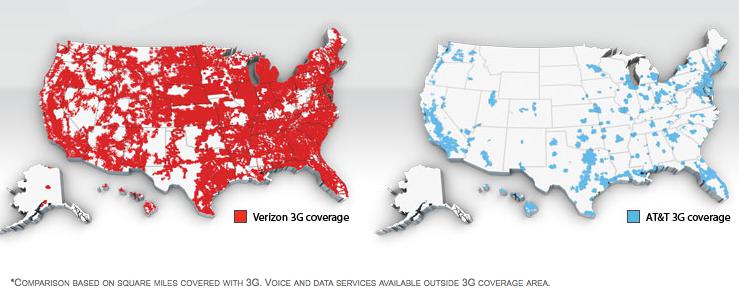 Verizon 3G coverage
AT&T 3G coverage
*COMPARISON BASED ON SQUARE MILES COVERED WITH 3G. VOICE AND DATA SERVICES AVAILABLE OUTSIDE 3G COVERAGE AREA.